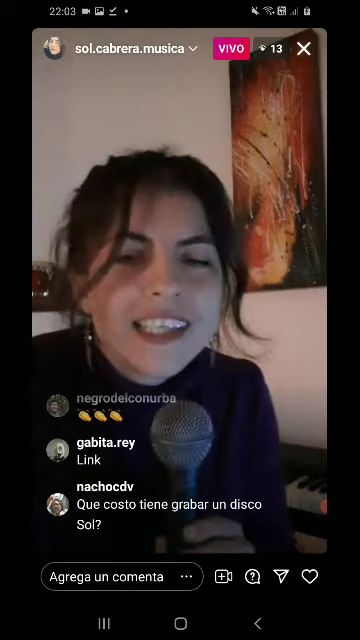 22:03
sol.cabrera.musica
VIVO
13
negrodelconurba
👏👏👏
gabita.rey
Link
nachocdv
Que costo tiene grabar un disco
Sol?
Agrega un comenta